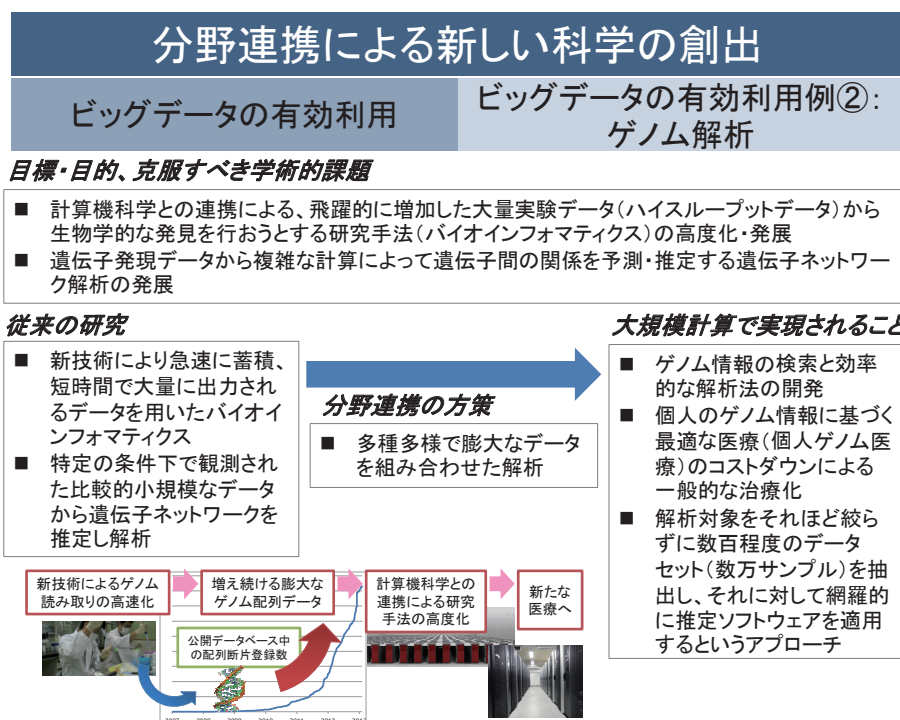 分野連携による新しい科学の創出
ビッグデータの有効利用
ビッグデータの有効利用例②:
ゲノム解析
目標・目的、克服すべき学術的課題
■ 計算機科学との連携による、飛躍的に増加した大量実験データ(ハイスループットデータ)から
生物学的な発見を行おうとする研究手法(バイオインフォマティクス)の高度化・発展
■ 遺伝子発現データから複雑な計算によって遺伝子間の関係を予測・推定する遺伝子ネットワー
ク解析の発展
従来の研究
■ 新技術により急速に蓄積、
短時間で大量に出力され
るデータを用いたバイオイ
ンフォマティクス
■ 特定の条件下で観測され
た比較的小規模なデータ
から遺伝子ネットワークを
推定し解析
分野連携の方策
■ 多種多様で膨大なデータ
を組み合わせた解析
大規模計算で実現されること
■ ゲノム情報の検索と効率
的な解析法の開発
■ 個人のゲノム情報に基づく
最適な医療(個人ゲノム医
療)のコストダウンによる
一般的な治療化
■ 解析対象をそれほど絞ら
ずに数百程度のデータ
セット(数万サンプル)を抽
出し、それに対して網羅的
に推定ソフトウェアを適用
するというアプローチ
新技術によるゲノム
読み取りの高速化
増え続ける膨大な
ゲノム配列データ
計算機科学との
連携による研究
手法の高度化
新たな
医療へ
公開データベース中
の配列断片登録数